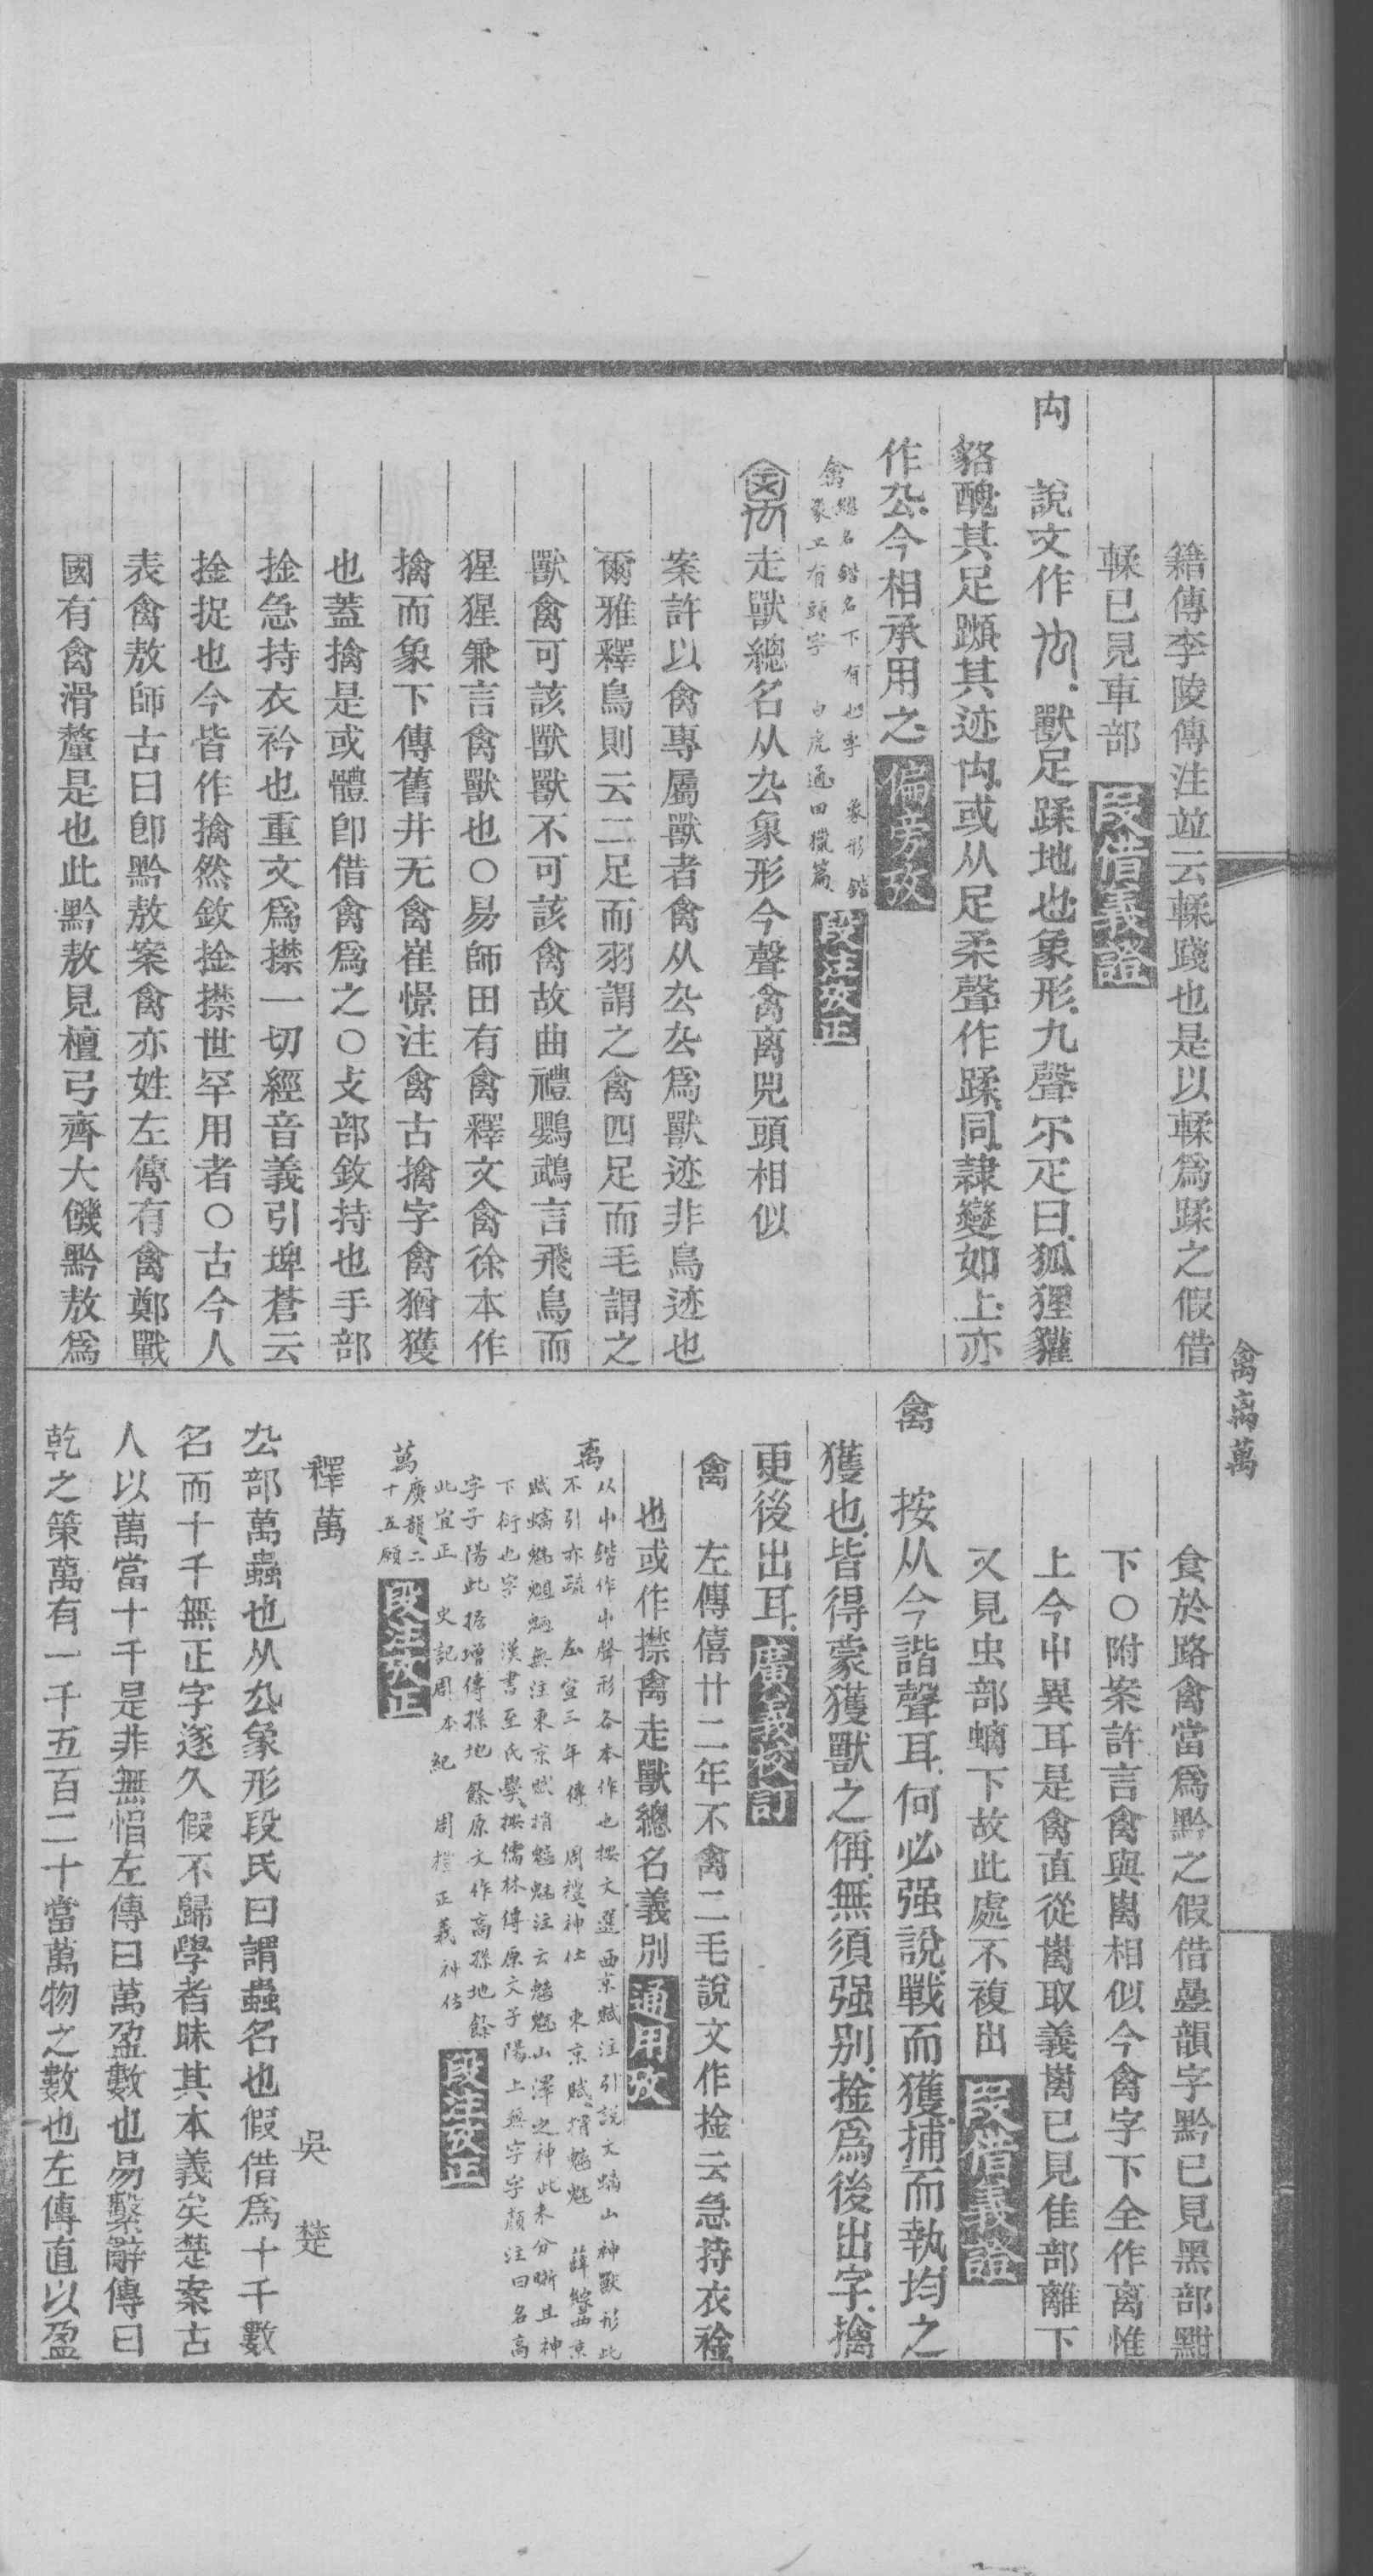 禽离萬
籍傳李陵傳注竝云輮踐也是以輮爲蹂之假借
輮已見車部 叚借義證
禸 說文作 獸足蹂地也象形九聲尓疋曰狐狸貛
貉醜其足蹞其迹禸或从足柔聲作蹂同隸變如上亦
作厹今相承用之 偏旁攷
禽 總名鍇名下有也字 象形鍇
象上有頭字 白虎通田獵篇 段注攷正
走獸總名从厹象形今聲禽离兕頭相似
案許以禽專屬獸者禽从厹厹爲獸迹非鳥迹也
爾雅釋鳥則云二足而羽謂之禽四足而毛謂之
獸禽可該獸獸不可該禽故曲禮鸚鵡言飛鳥而
猩猩兼言禽獸也○易師田有禽釋文禽徐本作
擒而象下傳舊井无禽崔憬注禽古擒字禽猶獲
也蓋擒是或體卽借禽爲之○攴部敜持也手部
捦急持衣衿也重文爲㩒一切經音義引埤蒼云
捦捉也今皆作擒然敜捦㩒世罕用者○古今人
表禽敖師古曰卽黔敖案禽亦姓左傳有禽鄭戰
國有禽滑釐是也此黔敖見檀弓齊大饑黔敖爲
食於路禽當爲黔之假借曡韻字黔已見黑部黚
下○附案許言禽與嶲相似今禽字下全作离惟
上今屮異耳是禽直從嶲取義嶲已見隹部離下
又見虫部螭下故此處不複出 叚借義證
禽 按从今諧聲耳何必强說戰而獲捕而執均之
獲也皆得蒙獲獸之偁無須强别捦爲後出字擒
更後出耳 廣義校訂
禽 左傳僖廿二年不禽二毛說文作捦云急持衣䘳
也或作㩒禽走獸總名義別 通用攷
离 从屮鍇作屮聲形各本作也按文選西京賦注引說文螭山神獸形此
不引亦疏 左宣三年傳 周禮神仕 東京賦捎魑魅 薛綜西京
賦螭魅魍魎無注東京賦捎魑魅注云魑魅山澤之神此未分晰且神
下衍也字 漢書至氏學按儒林傳原文子陽上無字字顏注曰名高
字子陽此據增傳孫地餘原文作高孫地餘
此宜正 史記周本紀 周禮正義神仕 段注攷正
萬 廣韻二
十五願 段注攷正
釋萬 吳楚
厹部萬蟲也从厹象形段氏曰謂蟲名也假借爲十千數
名而十千無正字遂久假不歸學者昧其本義矣楚案古
人以萬當十千是非無惜左傳曰萬盈數也易繫辭傳曰
乾之策萬有一千五百二十當萬物之數也左傳直以盈